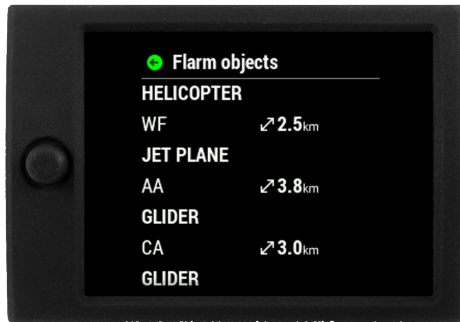 Flarm objects
HELICOPTER
WF 2.5km
JET PLANE
AA 3.8km
GLIDER
CA 3.0km
GLIDER